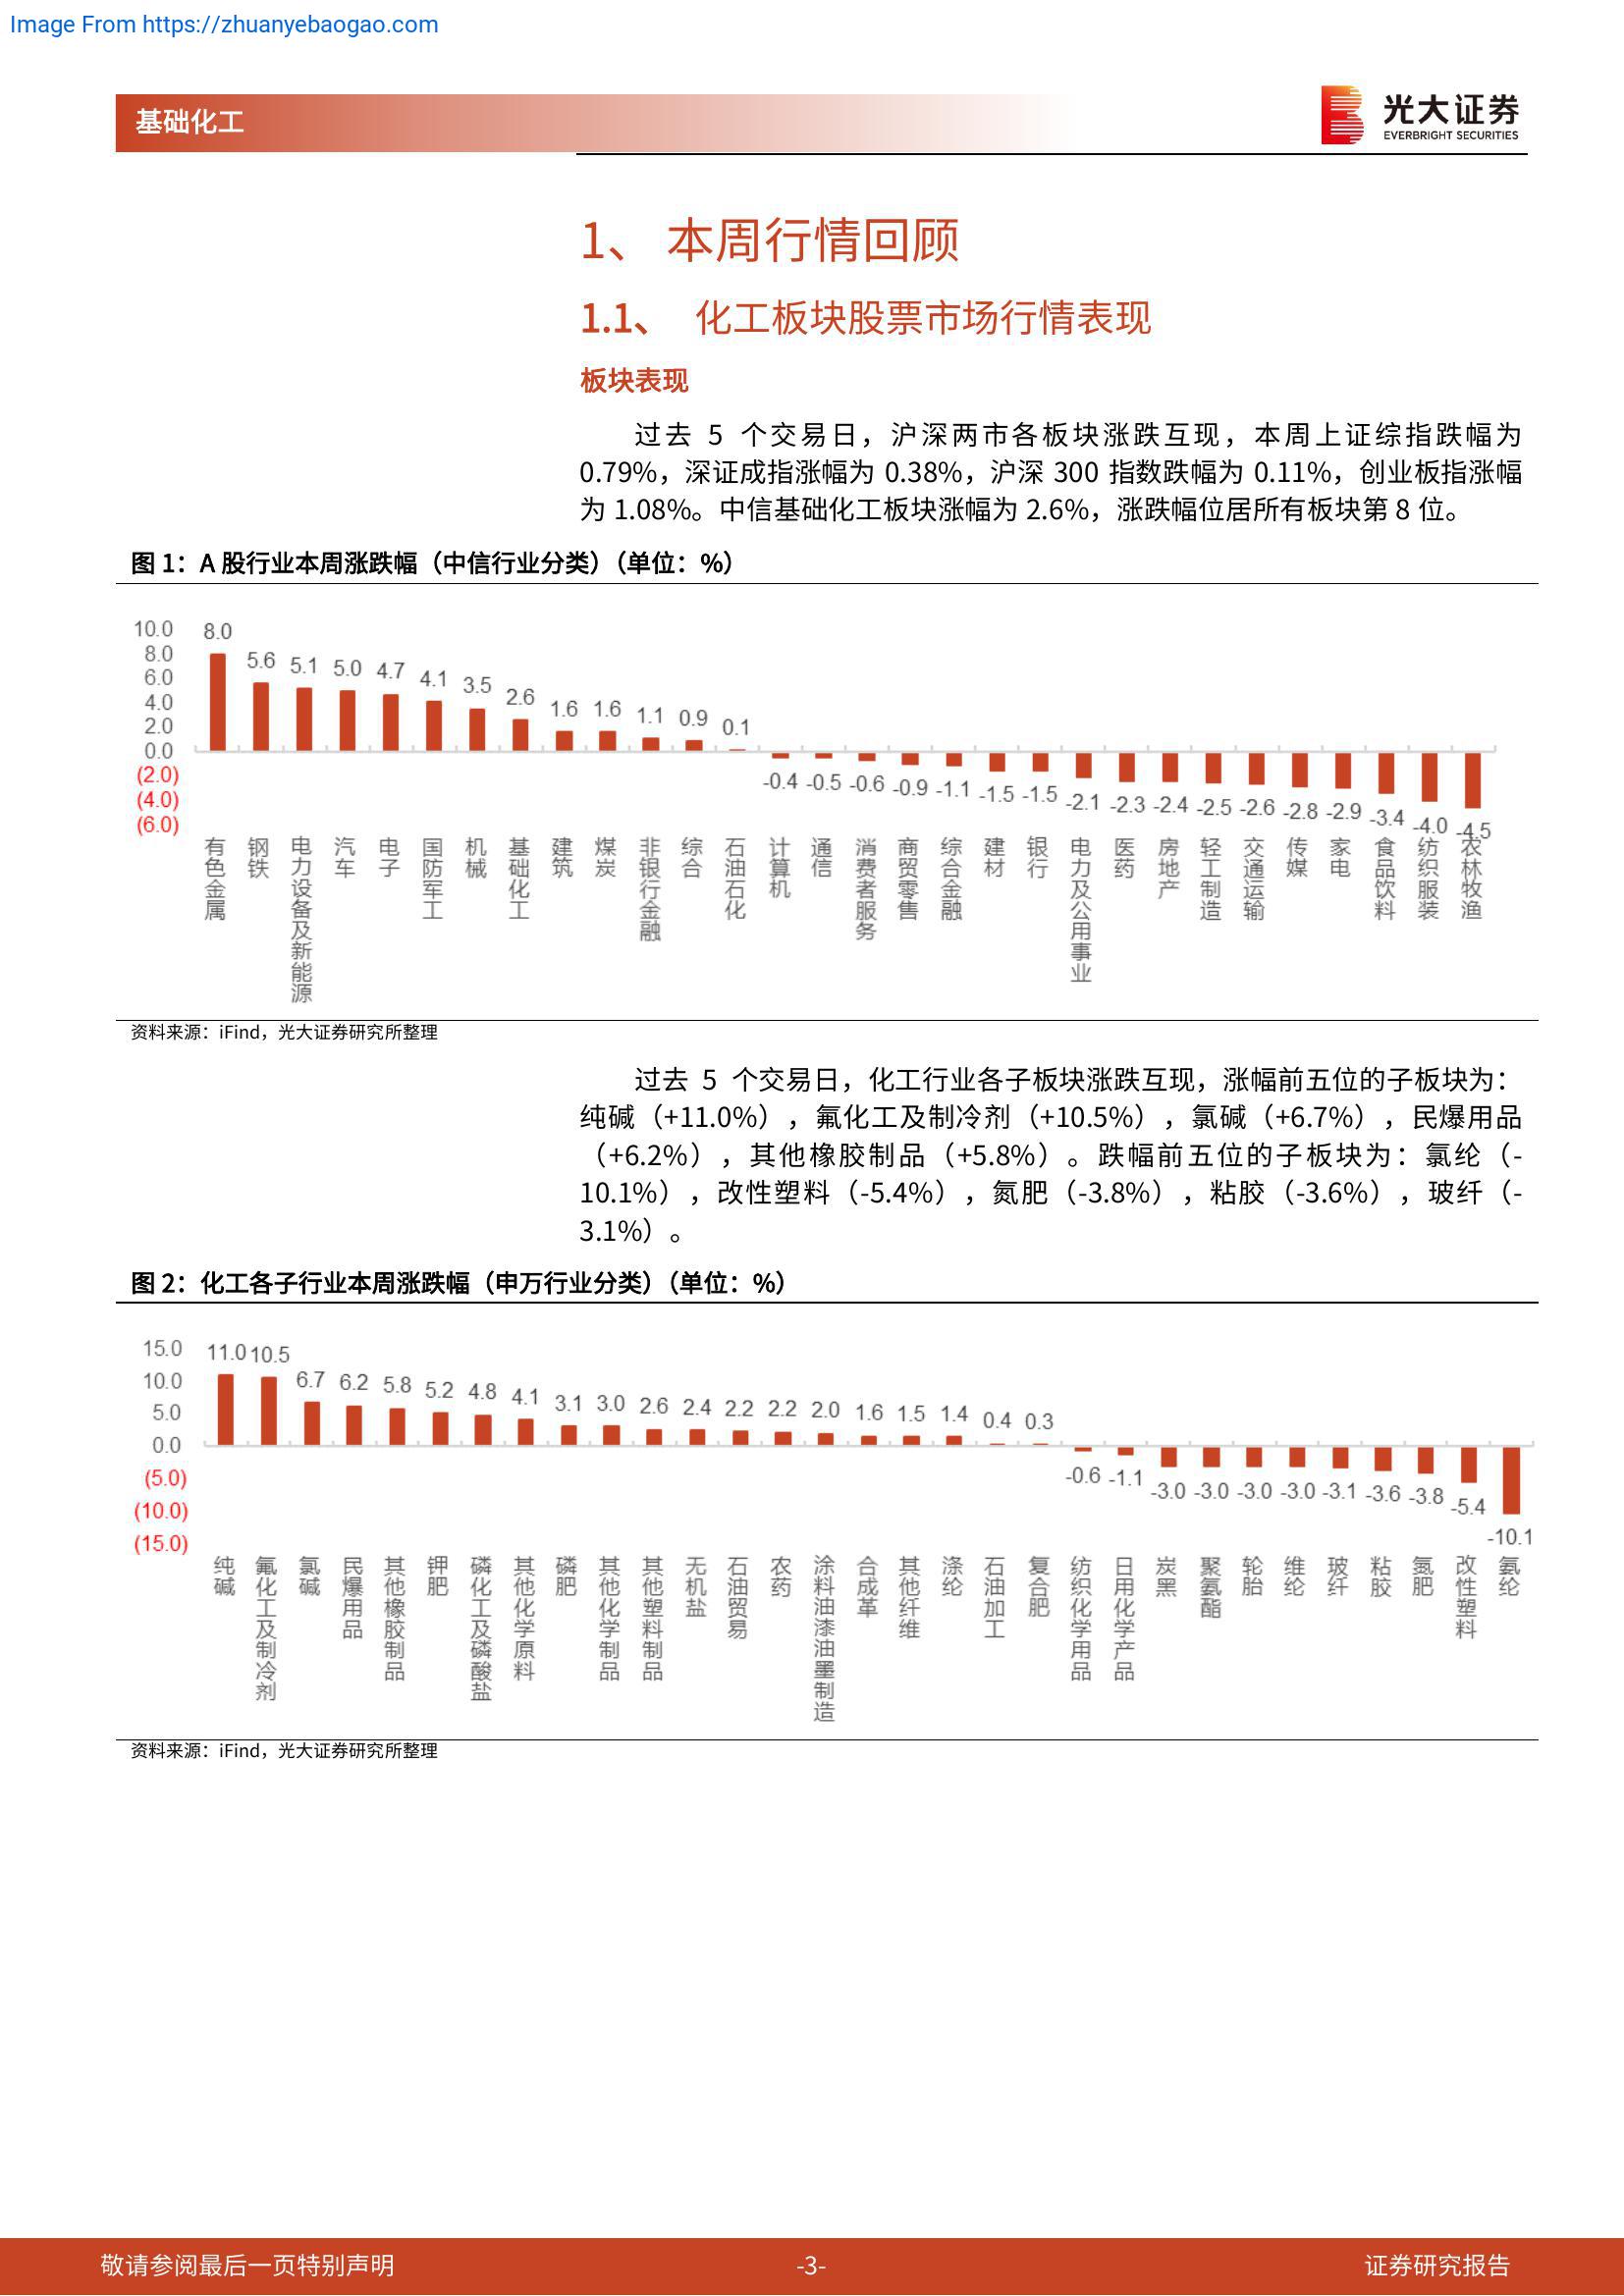 Image From https://zhuanyebaogao.com
基础化工
光大证券
EVERBRIGHT SECURITIES
1、 本周行情回顾
1.1、 化工板块股票市场行情表现
板块表现
过去 5 个交易日，沪深两市各板块涨跌互现，本周上证综指跌幅为
0.79%，深证成指涨幅为 0.38%，沪深 300 指数跌幅为 0.11%，创业板指涨幅
为 1.08%。中信基础化工板块涨幅为 2.6%，涨跌幅位居所有板块第 8 位。
图 1：A 股行业本周涨跌幅（中信行业分类）（单位：%）
10.0
8.0
6.0
4.0
2.0
0.0
(2.0)
(4.0)
(6.0)
8.0 5.6 5.1 5.0 4.7 4.1 3.5 2.6 1.6 1.6 1.1 0.9 0.1
-0.4 -0.5 -0.6 -0.9 -1.1 -1.5 -1.5 -2.1 -2.3 -2.4 -2.5 -2.6 -2.8 -2.9 -3.4 -4.0 -4.5
有色金属
钢铁
电力设备及新能源
汽车
电子
国防军工
机械
基础化工
建筑
煤炭
非银行金融
综合
石油石化
计算机
通信
消费者服务
商贸零售
综合金融
建材
银行
电力及公用事业
医药
房地产
轻工制造
交通运输
传媒
家电
食品饮料
纺织服装
农林牧渔
资料来源：iFind，光大证券研究所整理
过去 5 个交易日，化工行业各子板块涨跌互现，涨幅前五位的子板块为：
纯碱（+11.0%），氟化工及制冷剂（+10.5%），氯碱（+6.7%），民爆用品
（+6.2%），其他橡胶制品（+5.8%）。跌幅前五位的子板块为：氯纶（-
10.1%），改性塑料（-5.4%），氮肥（-3.8%），粘胶（-3.6%），玻纤（-
3.1%）。
图 2：化工各子行业本周涨跌幅（申万行业分类）（单位：%）
15.0
10.0
5.0
0.0
(5.0)
(10.0)
(15.0)
11.0 10.5 6.7 6.2 5.8 5.2 4.8 4.1 3.1 3.0 2.6 2.4 2.2 2.2 2.0 1.6 1.5 1.4 0.4 0.3
-0.6 -1.1 -3.0 -3.0 -3.0 -3.0 -3.1 -3.6 -3.8 -5.4 -10.1
纯碱
氟化工及制冷剂
氯碱
民爆用品
其他橡胶制品
钾肥
磷化工及磷酸盐
其他化学原料
磷肥
其他化学制品
其他塑料制品
无机盐
石油贸易
农药
涂料油漆油墨制造
合成革
其他纤维
涤纶
石油加工
复合肥
纺织化学用品
日用化学产品
炭黑
聚氨酯
轮胎
维纶
玻纤
粘胶
氮肥
改性塑料
氨纶
资料来源：iFind，光大证券研究所整理
敬请参阅最后一页特别声明
-3-
证券研究报告